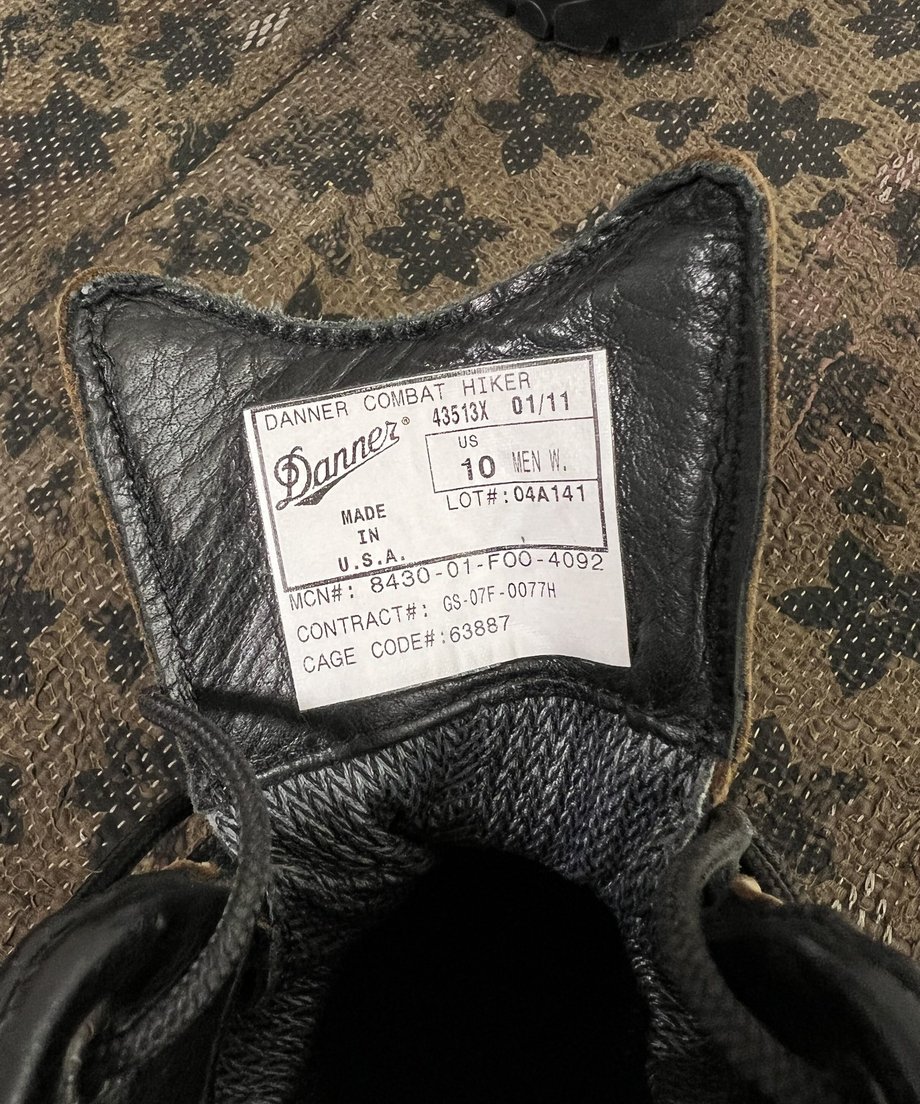 DANNER COMBAT HIKER
Danner® 43513X 01/11
US
10 MEN W.
LOT#:04A141
MADE
IN
U.S.A.
MCN#: 8430-01-F00-4092
CONTRACT#: GS-07F-0077H
CAGE CODE#:63887